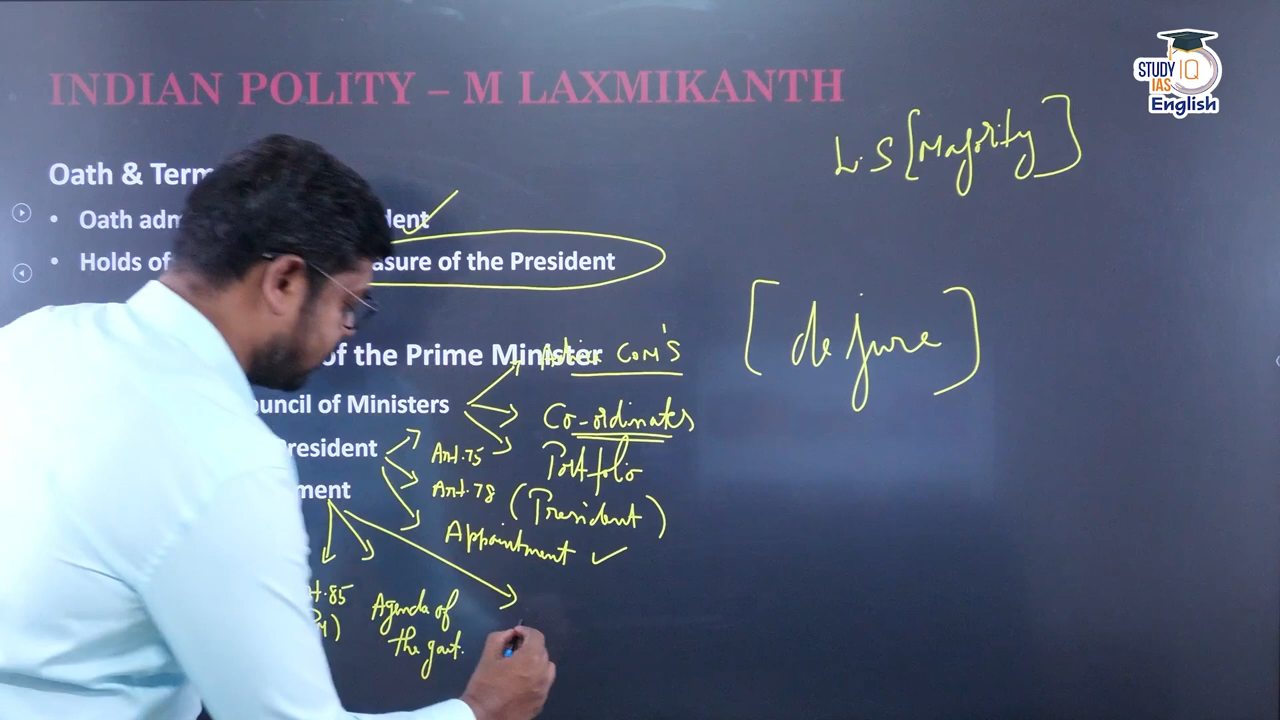 INDIAN POLITY – M LAXMIKANTH
STUDY IQ
IAS
English
L.S [Majority]
Oath & Term
• Oath adm dent
• Holds of asure of the President
[de jure]
of the Prime Minister
COM'S
ouncil of Ministers
Co-ordinates
resident
Art.75
Portfolio
ment
Art.78
(President)
Appointment
t.85
Agenda of
the govt.